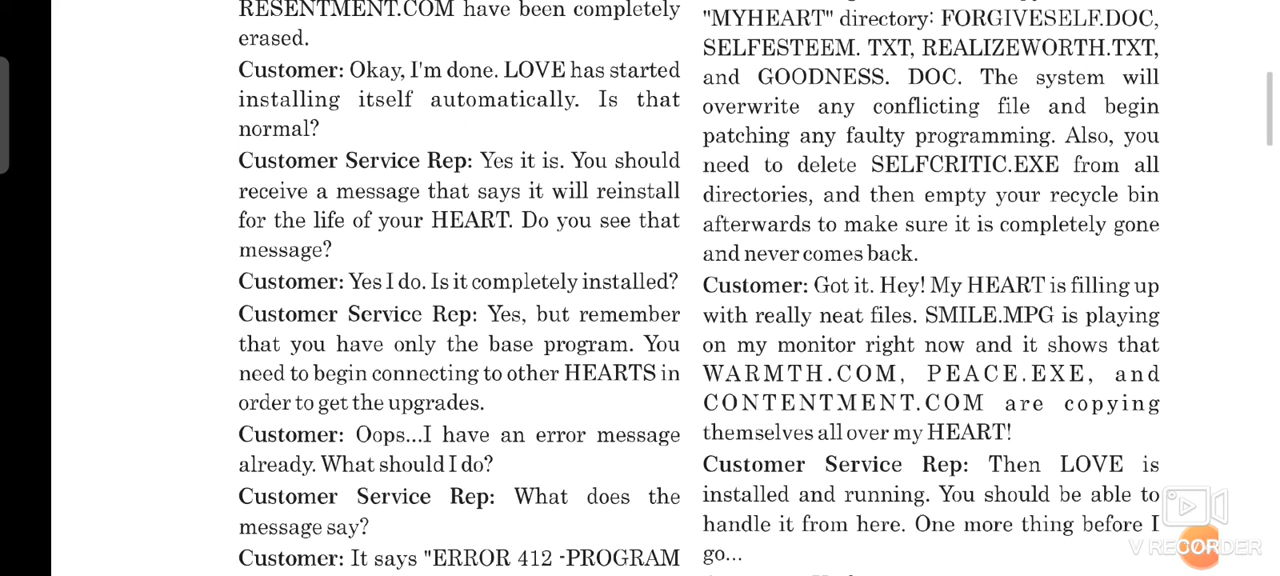 RESENTMENT.COM have been completely
erased.
Customer: Okay, I'm done. LOVE has started
installing itself automatically. Is that
normal?
Customer Service Rep: Yes it is. You should
receive a message that says it will reinstall
for the life of your HEART. Do you see that
message?
Customer: Yes I do. Is it completely installed?
Customer Service Rep: Yes, but remember
that you have only the base program. You
need to begin connecting to other HEARTS in
order to get the upgrades.
Customer: Oops...I have an error message
already. What should I do?
Customer Service Rep: What does the
message say?
Customer: It says "ERROR 412 -PROGRAM
"MYHEART" directory: FORGIVESELF.DOC,
SELFESTEEM. TXT, REALIZEWORTH.TXT,
and GOODNESS. DOC. The system will
overwrite any conflicting file and begin
patching any faulty programming. Also, you
need to delete SELFCRITIC.EXE from all
directories, and then empty your recycle bin
afterwards to make sure it is completely gone
and never comes back.
Customer: Got it. Hey! My HEART is filling up
with really neat files. SMILE.MPG is playing
on my monitor right now and it shows that
WARMTH.COM, PEACE.EXE, and
CONTENTMENT.COM are copying
themselves all over my HEART!
Customer Service Rep: Then LOVE is
installed and running. You should be able to
handle it from here. One more thing before I
go...
V RECORDER